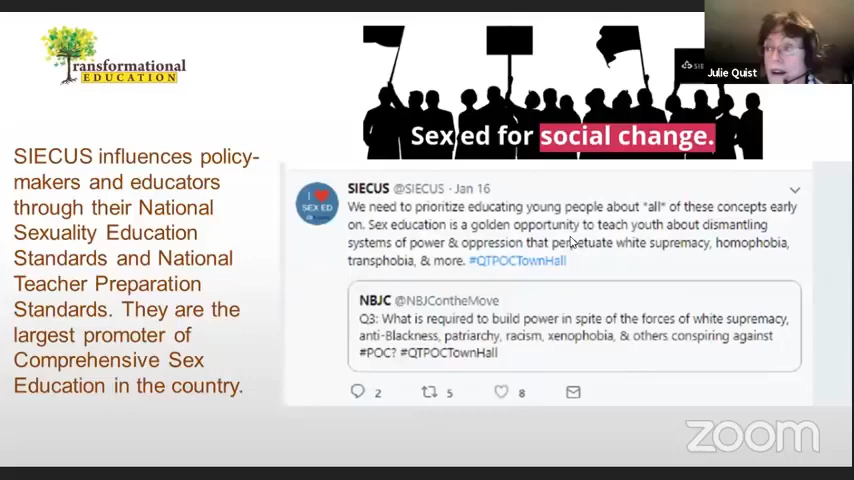 Transformational
EDUCATION
SIE
Julie Quist
Sex ed for social change.
SIECUS influences policy-
makers and educators
through their National
Sexuality Education
Standards and National
Teacher Preparation
Standards. They are the
largest promoter of
Comprehensive Sex
Education in the country.
I
SEX ED
SIECUS @SIECUS · Jan 16
We need to prioritize educating young people about *all* of these concepts early
on. Sex education is a golden opportunity to teach youth about dismantling
systems of power & oppression that perpetuate white supremacy, homophobia,
transphobia, & more. #QTPOCTownHall
NBJC @NBJContheMove
Q3: What is required to build power in spite of the forces of white supremacy,
anti-Blackness, patriarchy, racism, xenophobia, & others conspiring against
#POC? #QTPOCTownHall
2 5 8
zoom